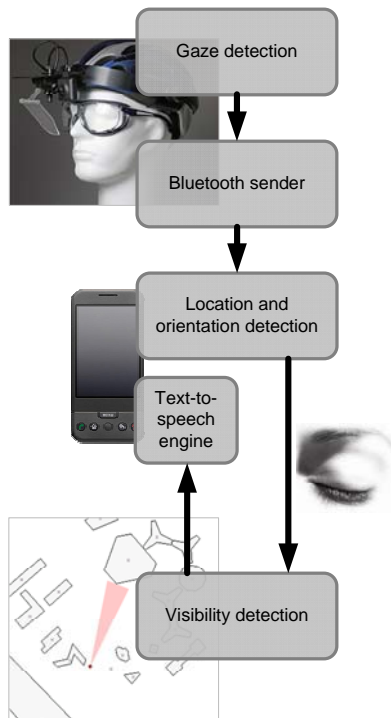 Gaze detection
Bluetooth sender
Location and
orientation detection
Text-to-
speech
engine
Visibility detection